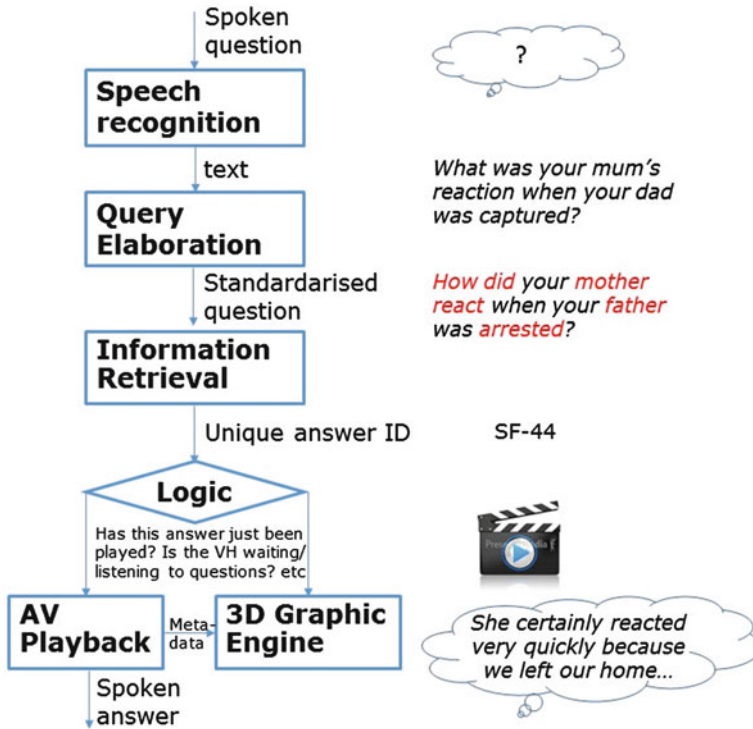 Spoken
question
?
Speech
recognition
text
What was your mum's
reaction when your dad
was captured?
Query
Elaboration
Standardarised
question
How did your mother
react when your father
was arrested?
Information
Retrieval
Unique answer ID
SF-44
Logic
Has this answer just been
played? Is the VH waiting/
listening to questions? etc
AV
Playback
Meta-
data
3D Graphic
Engine
She certainly reacted
very quickly because
we left our home...
Spoken
answer